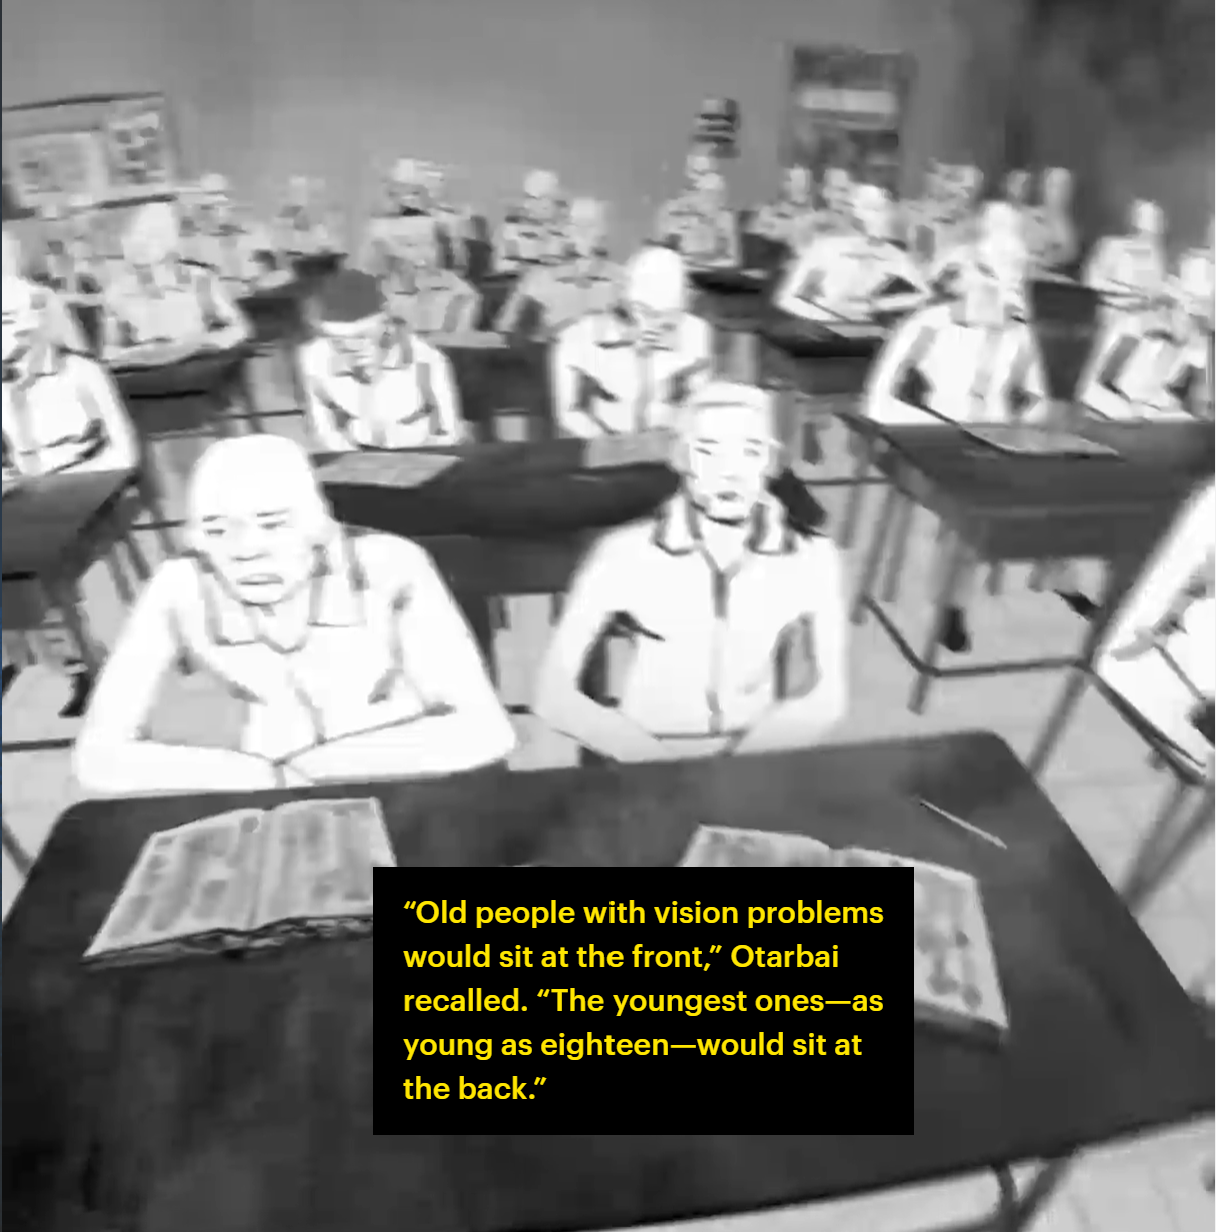 “Old people with vision problems
would sit at the front,” Otarbai
recalled. “The youngest ones—as
young as eighteen—would sit at
the back.”